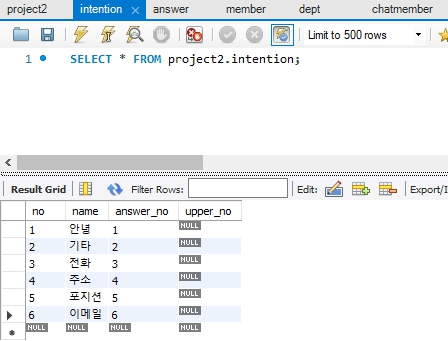 project2 intention answer member dept chatmember
Limit to 500 rows
1 SELECT * FROM project2.intention;
Result Grid Filter Rows: Edit: Export/I
no name answer_no upper_no
1 안녕 1 NULL
2 기타 2 NULL
3 전화 3 NULL
4 주소 4 NULL
5 포지션 5 NULL
6 이메일 6 NULL
NULL NULL NULL NULL